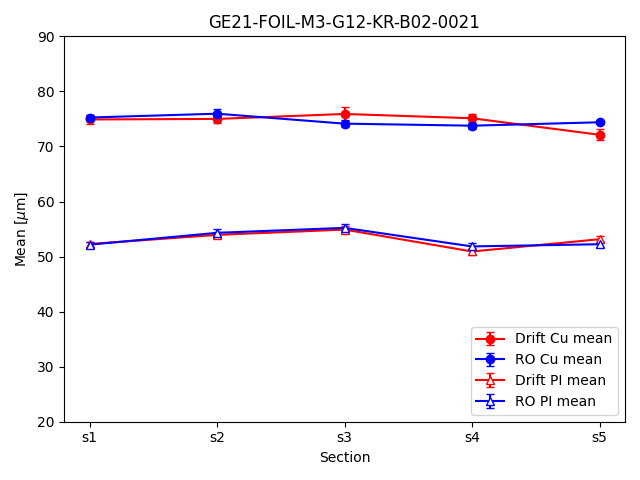 GE21-FOIL-M3-G12-KR-B02-0021
90
80
70
60
50
40
30
20
Mean [μm]
s1 s2 s3 s4 s5
Section
Drift Cu mean
RO Cu mean
Drift PI mean
RO PI mean